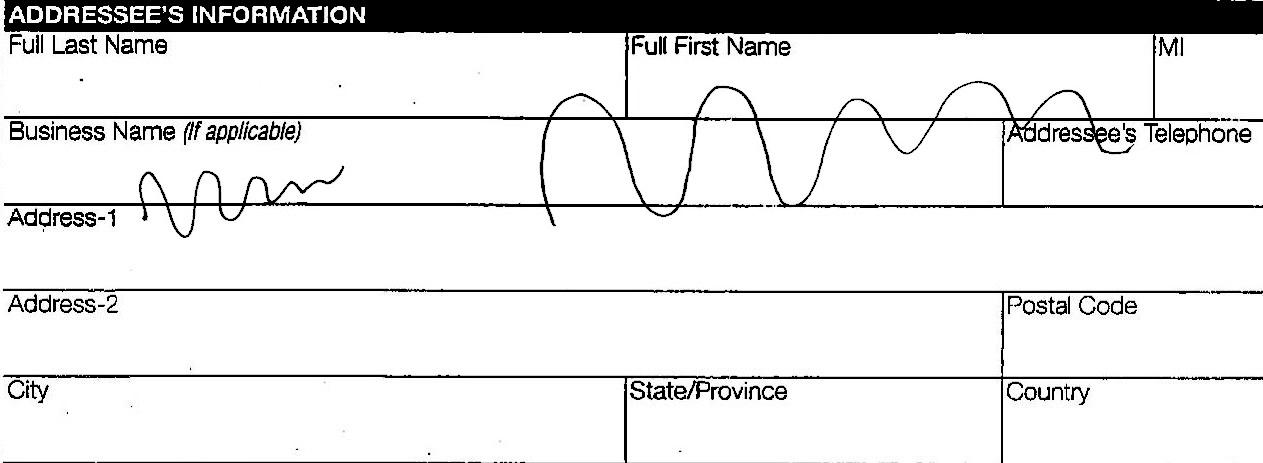 ADDRESSEE'S INFORMATION
Full Last Name Full First Name MI
Business Name (If applicable) Addressee's Telephone
Address-1
Address-2 Postal Code
City State/Province Country